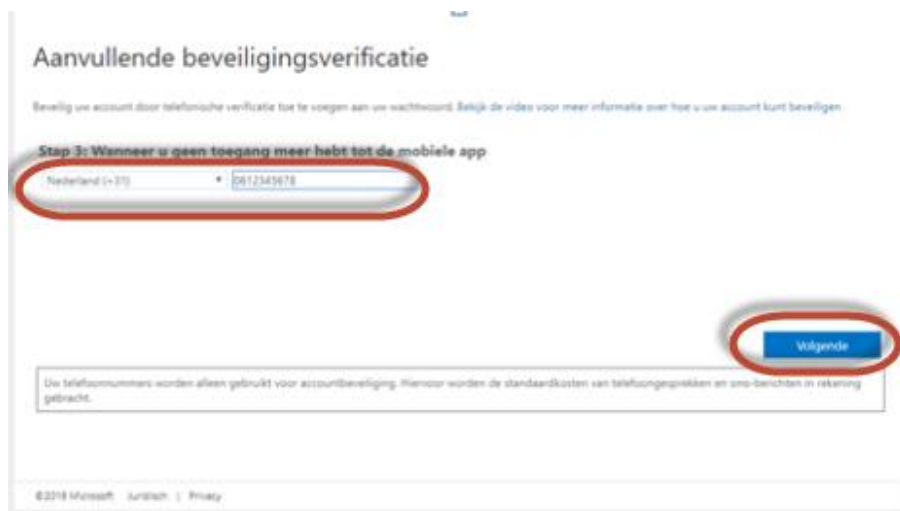 Aanvullende beveiligingsverificatie
Beveilig uw account door telefonische verificatie toe te voegen aan uw wachtwoord. Bekijk de video voor meer informatie over hoe u uw account kunt beveiligen
Stap 3: Wanneer u geen toegang meer hebt tot de mobiele app
Nederland (+31) 0612345678
Volgende
Uw telefoonnummers worden alleen gebruikt voor accountbeveiliging. Hiervoor worden de standaardkosten van telefoongesprekken en sms-berichten in rekening
gebracht.
©2018 Microsoft Juridisch | Privacy